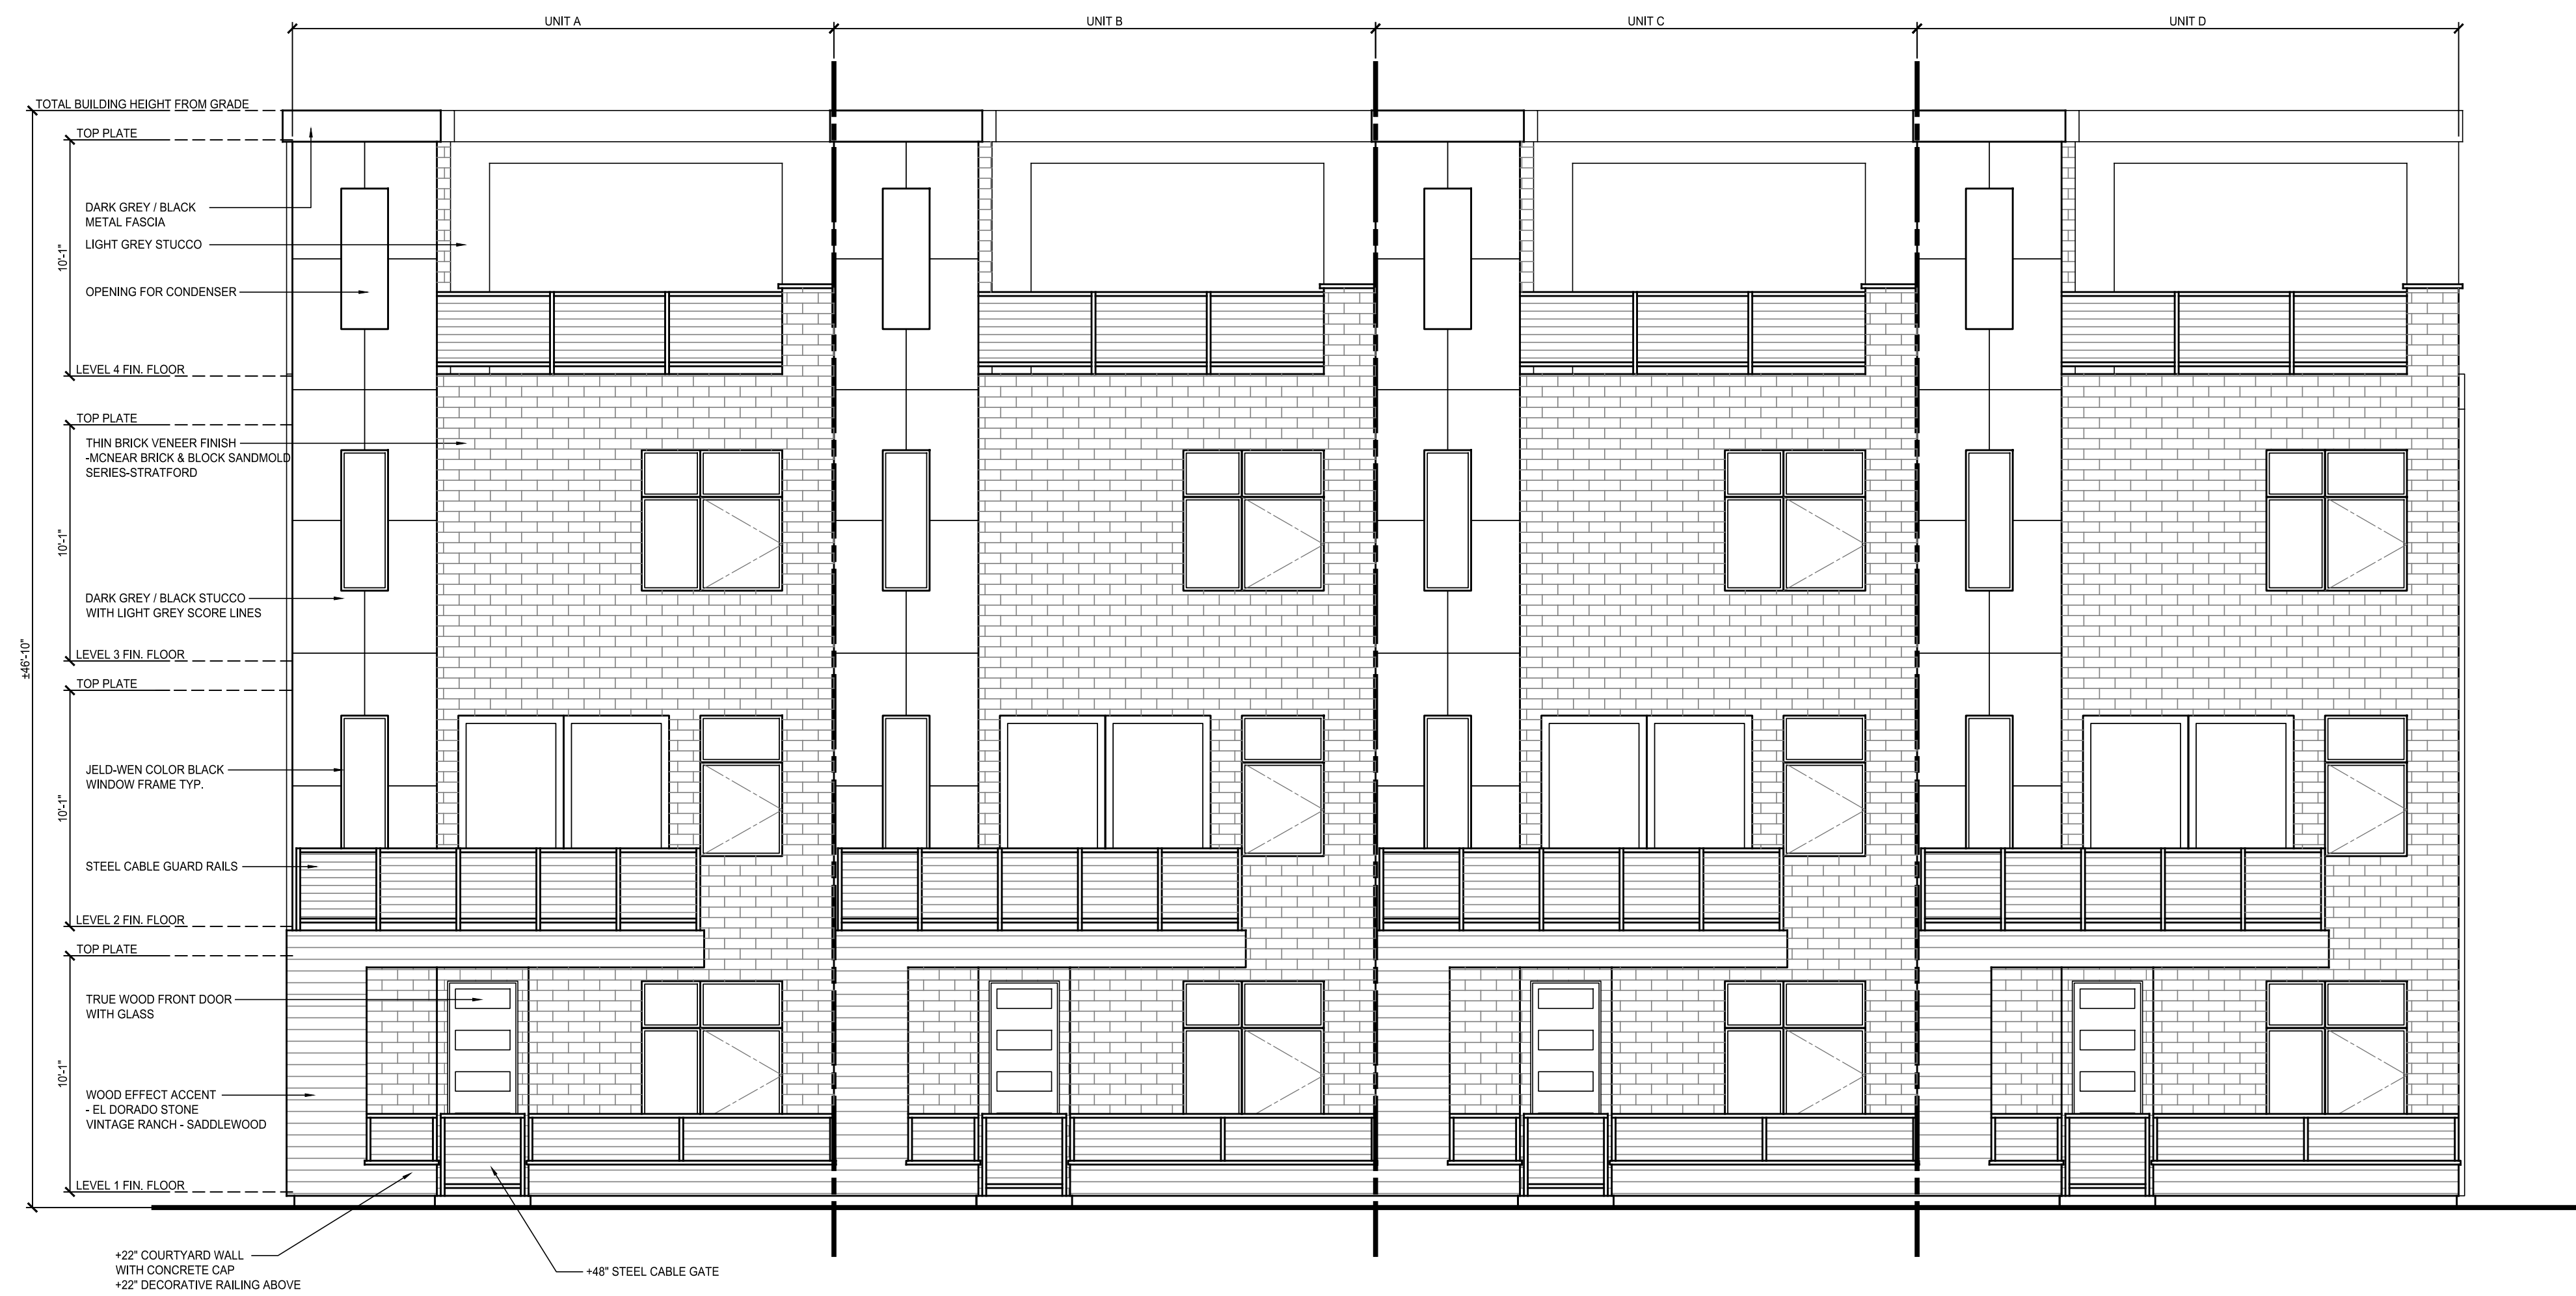 UNIT A
UNIT B
UNIT C
UNIT D
TOTAL BUILDING HEIGHT FROM GRADE
TOP PLATE
DARK GREY / BLACK
METAL FASCIA
LIGHT GREY STUCCO
10'-1"
OPENING FOR CONDENSER
LEVEL 4 FIN. FLOOR
TOP PLATE
THIN BRICK VENEER FINISH
-MCNEAR BRICK & BLOCK SANDMOLD
SERIES-STRATFORD
10'-1"
DARK GREY / BLACK STUCCO
WITH LIGHT GREY SCORE LINES
LEVEL 3 FIN. FLOOR
±46'-10"
TOP PLATE
JELD-WEN COLOR BLACK
WINDOW FRAME TYP.
10'-1"
STEEL CABLE GUARD RAILS
LEVEL 2 FIN. FLOOR
TOP PLATE
TRUE WOOD FRONT DOOR
WITH GLASS
10'-1"
WOOD EFFECT ACCENT
- EL DORADO STONE
VINTAGE RANCH - SADDLEWOOD
LEVEL 1 FIN. FLOOR
+22" COURTYARD WALL
WITH CONCRETE CAP
+22" DECORATIVE RAILING ABOVE
+48" STEEL CABLE GATE